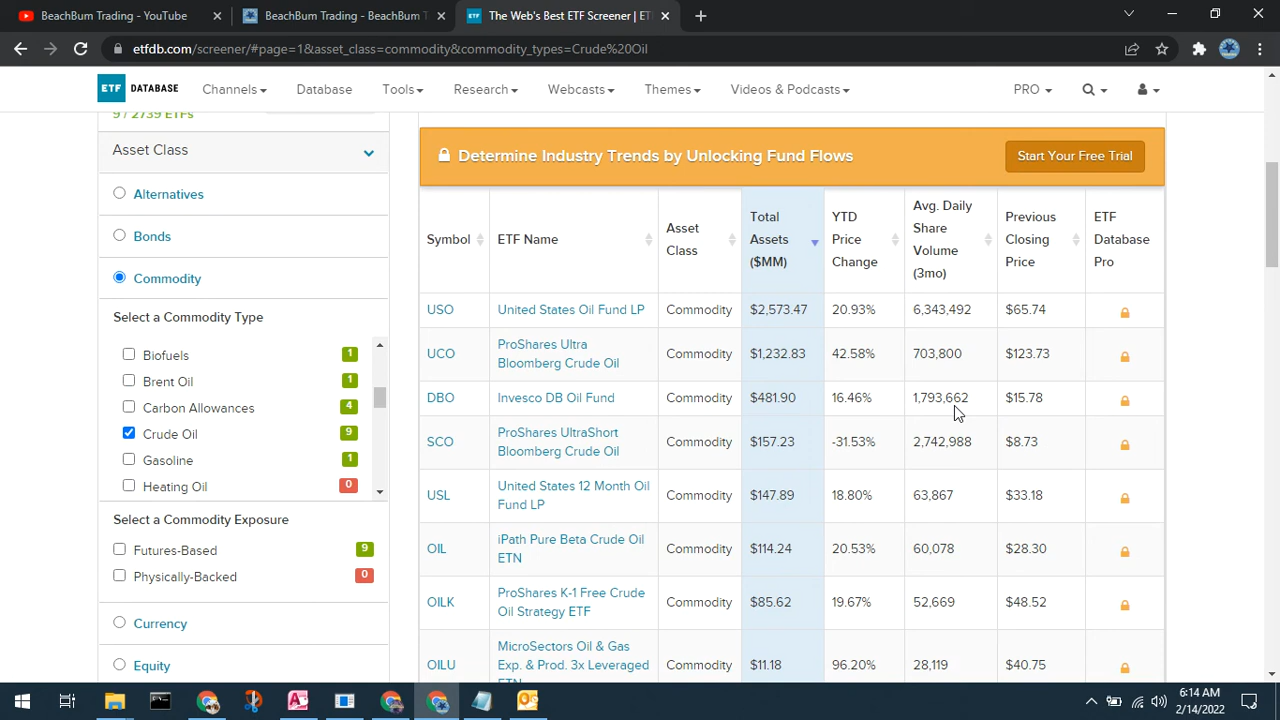 BeachBum Trading - YouTube
BeachBum Trading - BeachBum T
The Web's Best ETF Screener | ET
etfdb.com/screener/#page=1&asset_class=commodity&commodity_types=Crude%20Oil
ETF DATABASE
Channels
Database
Tools
Research
Webcasts
Themes
Videos & Podcasts
PRO
9 / 2739 ETFs
Asset Class
Alternatives
Bonds
Commodity
Select a Commodity Type
Biofuels 1
Brent Oil 1
Carbon Allowances 4
Crude Oil 9
Gasoline 1
Heating Oil 0
Select a Commodity Exposure
Futures-Based 9
Physically-Backed 0
Currency
Equity
Determine Industry Trends by Unlocking Fund Flows
Start Your Free Trial
Symbol
ETF Name
Asset
Class
Total
Assets
($MM)
YTD
Price
Change
Avg. Daily
Share
Volume
(3mo)
Previous
Closing
Price
ETF
Database
Pro
USO United States Oil Fund LP Commodity $2,573.47 20.93% 6,343,492 $65.74
UCO ProShares Ultra
Bloomberg Crude Oil Commodity $1,232.83 42.58% 703,800 $123.73
DBO Invesco DB Oil Fund Commodity $481.90 16.46% 1,793,662 $15.78
SCO ProShares UltraShort
Bloomberg Crude Oil Commodity $157.23 -31.53% 2,742,988 $8.73
USL United States 12 Month Oil
Fund LP Commodity $147.89 18.80% 63,867 $33.18
OIL iPath Pure Beta Crude Oil
ETN Commodity $114.24 20.53% 60,078 $28.30
OILK ProShares K-1 Free Crude
Oil Strategy ETF Commodity $85.62 19.67% 52,669 $48.52
OILU MicroSectors Oil & Gas
Exp. & Prod. 3x Leveraged
ETN Commodity $11.18 96.20% 28,119 $40.75
6:14 AM
2/14/2022